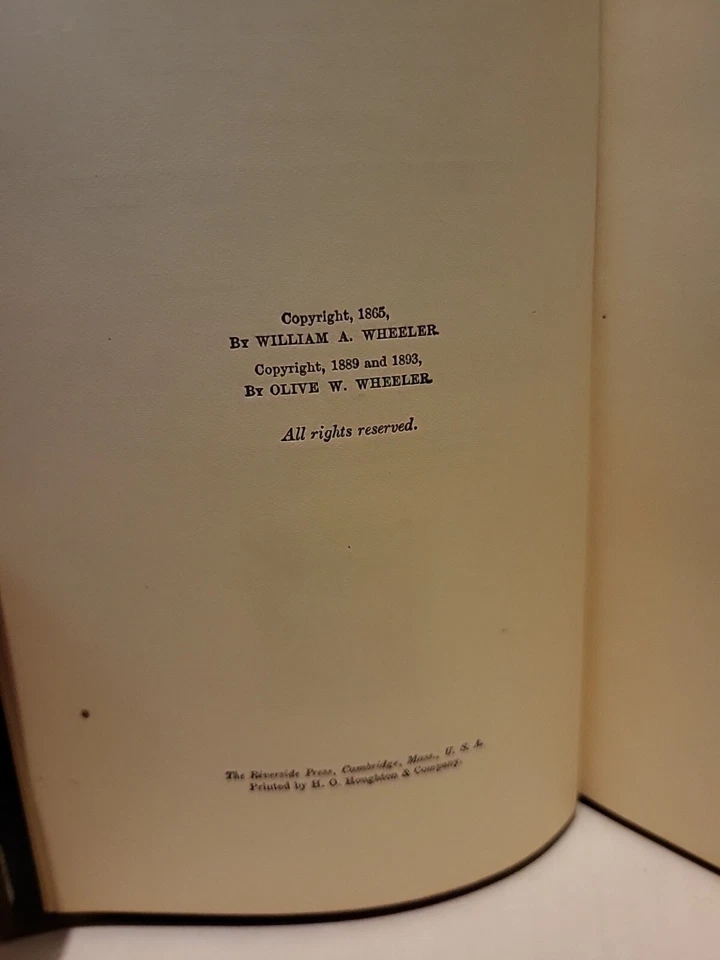 Copyright, 1865,
By WILLIAM A. WHEELER.
Copyright, 1889 and 1893,
By OLIVE W. WHEELER.
All rights reserved.
The Riverside Press, Cambridge, Mass., U. S. A.
Printed by H. O. Houghton & Company.